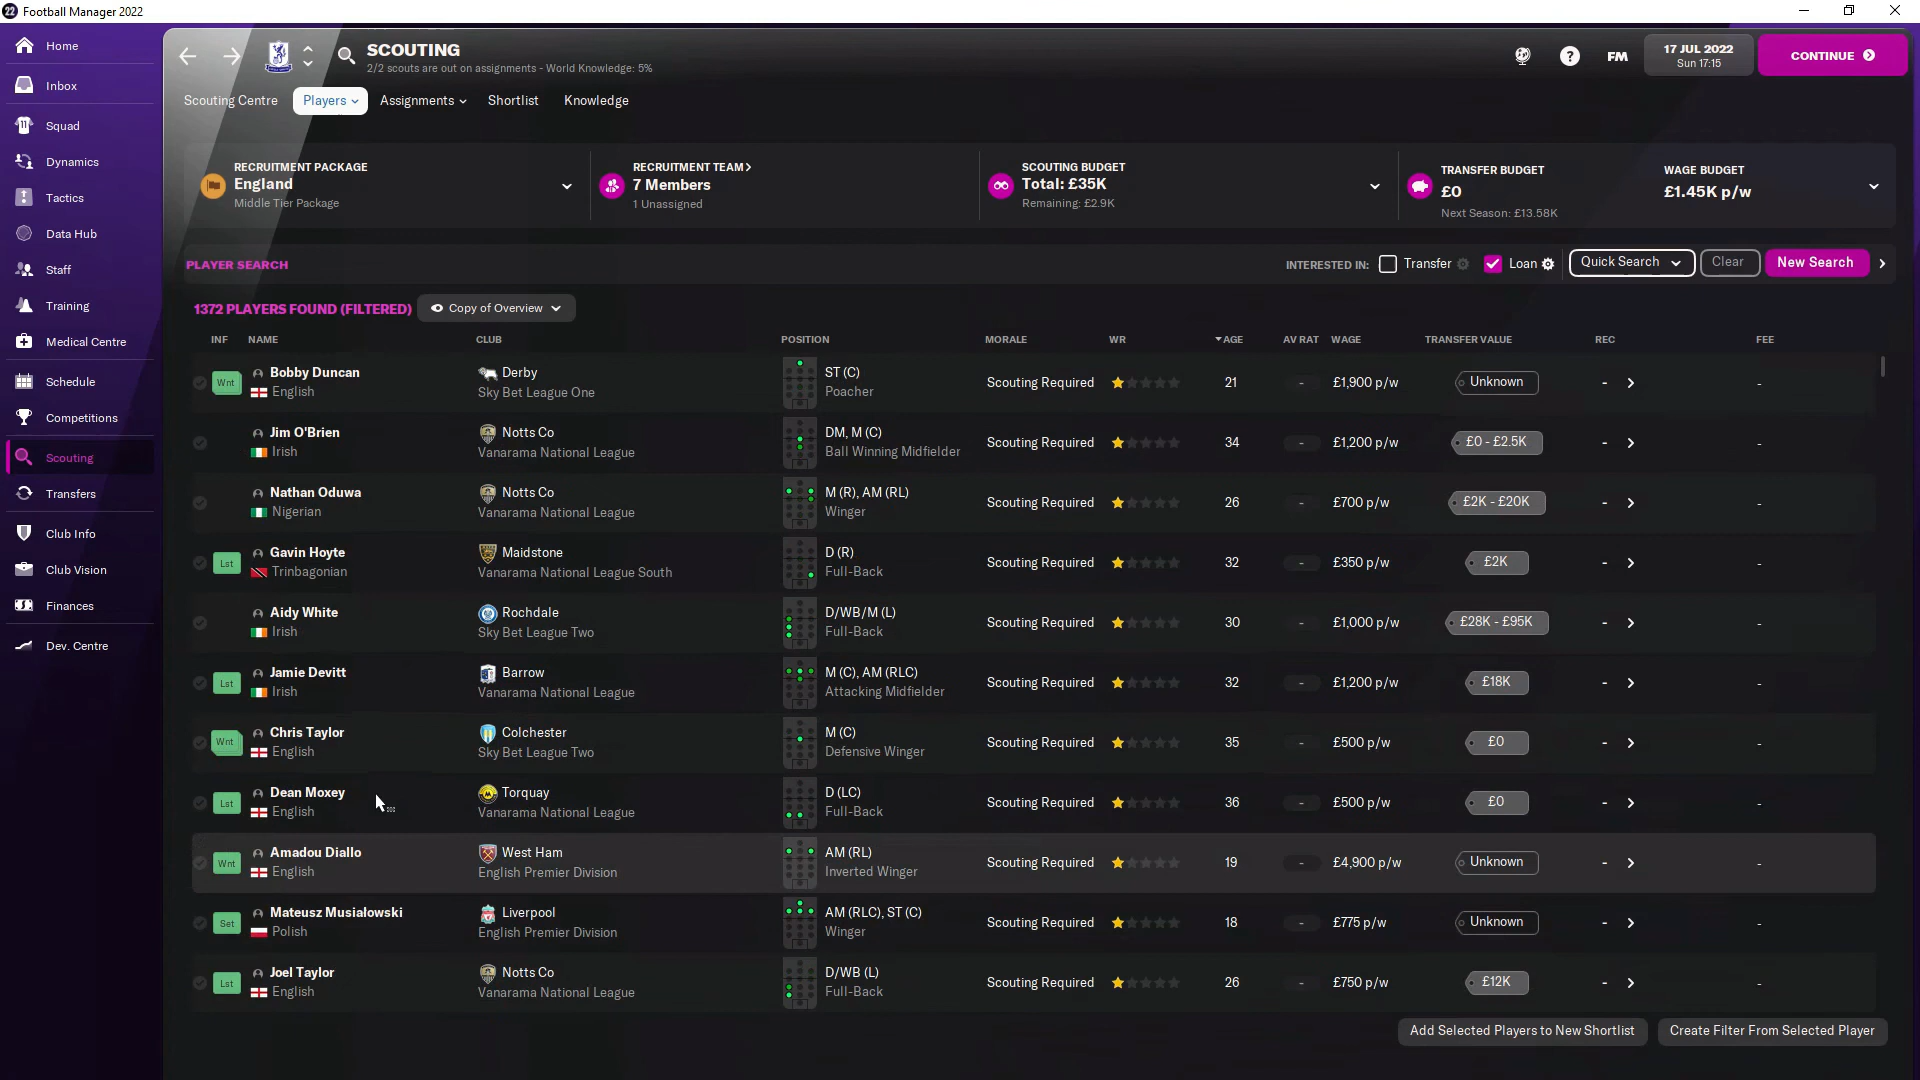 Football Manager 2022
Home
Inbox
Squad
Dynamics
Tactics
Data Hub
Staff
Training
Medical Centre
Schedule
Competitions
Scouting
Transfers
Club Info
Club Vision
Finances
Dev. Centre
SCOUTING
2/2 scouts are out on assignments - World Knowledge: 5%
FM
17 JUL 2022
Sun 17:15
CONTINUE
Scouting Centre Players Assignments Shortlist Knowledge
RECRUITMENT PACKAGE
England
Middle Tier Package
RECRUITMENT TEAM>
7 Members
1 Unassigned
SCOUTING BUDGET
Total: £35K
Remaining: £2.9K
TRANSFER BUDGET
£0
Next Season: £13.58K
WAGE BUDGET
£1.45K p/w
PLAYER SEARCH
INTERESTED IN: Transfer Loan Quick Search Clear New Search
1372 PLAYERS FOUND (FILTERED) Copy of Overview
INF NAME CLUB POSITION MORALE WR AGE AV RAT WAGE TRANSFER VALUE REC FEE
Wnt Bobby Duncan Derby ST (C) Scouting Required 21 - £1,900 p/w Unknown - -
English Sky Bet League One Poacher
Jim O'Brien Notts Co DM, M (C) Scouting Required 34 - £1,200 p/w £0 - £2.5K - -
Irish Vanarama National League Ball Winning Midfielder
Nathan Oduwa Notts Co M (R), AM (RL) Scouting Required 26 - £700 p/w £2K - £20K - -
Nigerian Vanarama National League Winger
Lst Gavin Hoyte Maidstone D (R) Scouting Required 32 - £350 p/w £2K - -
Trinbagonian Vanarama National League South Full-Back
Aidy White Rochdale D/WB/M (L) Scouting Required 30 - £1,000 p/w £28K - £95K - -
Irish Sky Bet League Two Full-Back
Lst Jamie Devitt Barrow M (C), AM (RLC) Scouting Required 32 - £1,200 p/w £18K - -
Irish Vanarama National League Attacking Midfielder
Wnt Chris Taylor Colchester M (C) Scouting Required 35 - £500 p/w £0 - -
English Sky Bet League Two Defensive Winger
Lst Dean Moxey Torquay D (LC) Scouting Required 36 - £500 p/w £0 - -
English Vanarama National League Full-Back
Wnt Amadou Diallo West Ham AM (RL) Scouting Required 19 - £4,900 p/w Unknown - -
English English Premier Division Inverted Winger
Set Mateusz Musialowski Liverpool AM (RLC), ST (C) Scouting Required 18 - £775 p/w Unknown - -
Polish English Premier Division Winger
Lst Joel Taylor Notts Co D/WB (L) Scouting Required 26 - £750 p/w £12K - -
English Vanarama National League Full-Back
Add Selected Players to New Shortlist Create Filter From Selected Player